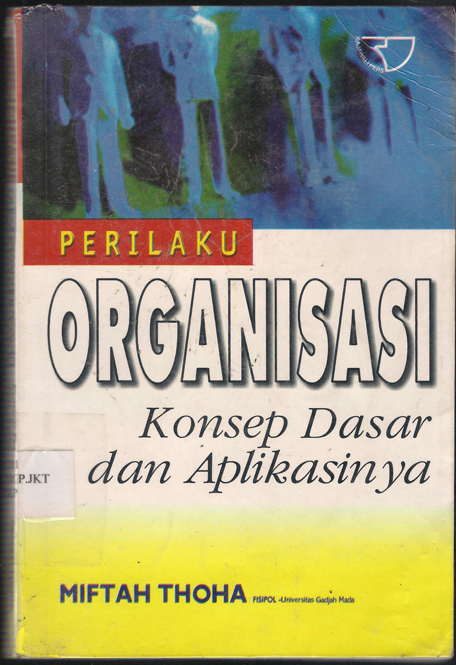 PERILAKU
ORGANISASI
Konsep Dasar
dan Aplikasinya
P.JKT
MIFTAH THOHA FISIPOL -Universitas Gadjah Mada